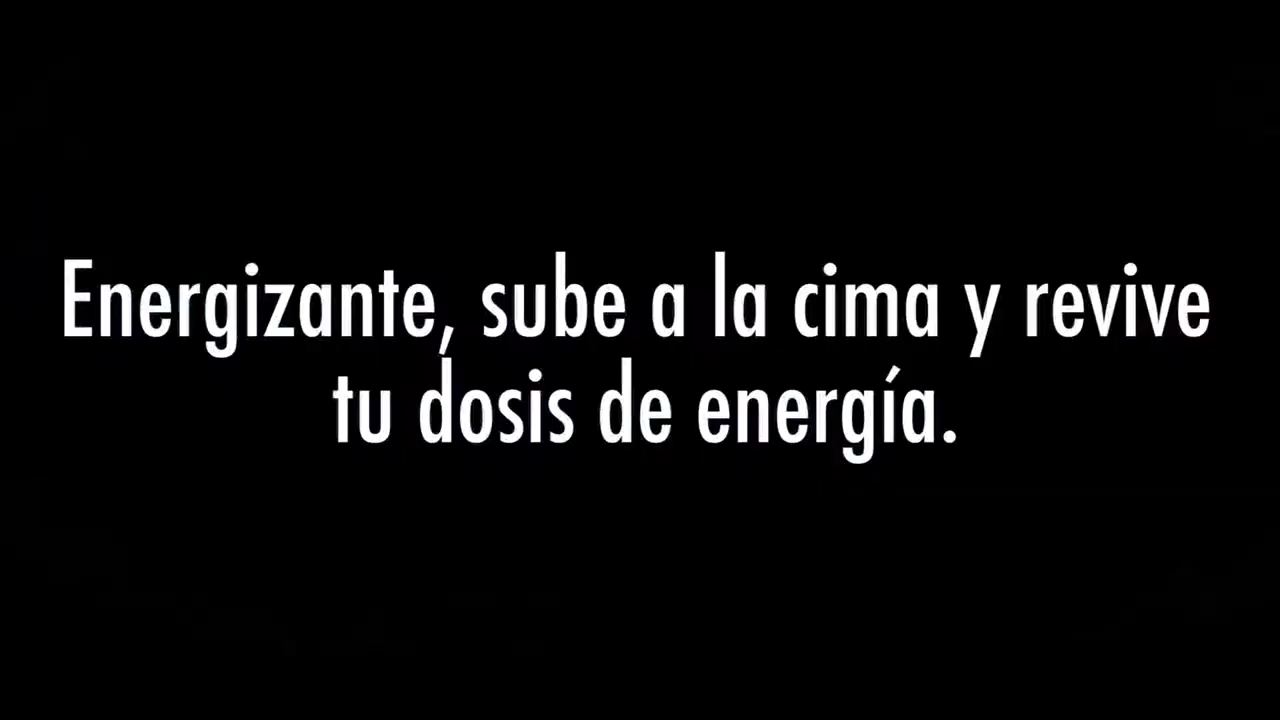 Energizante, sube a la cima y revive
tu dosis de energía.